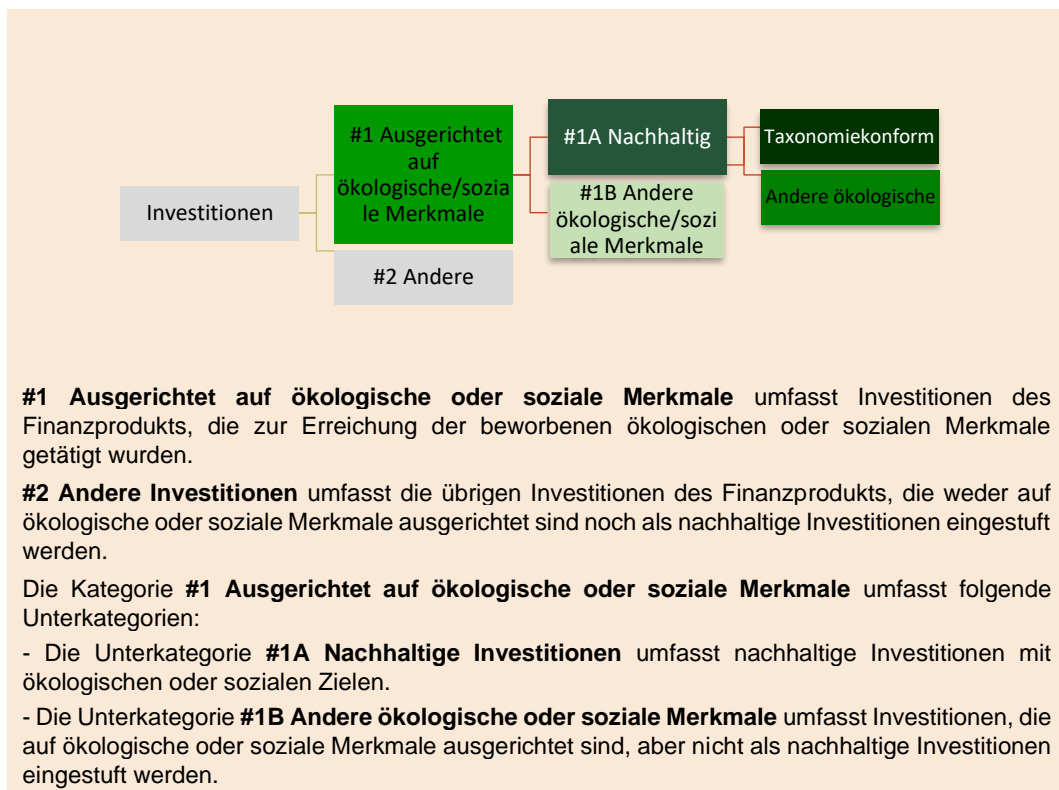 #1 Ausgerichtet
auf
ökologische/sozia
le Merkmale
#1A Nachhaltig
Taxonomiekonform
Investitionen
#1B Andere
ökologische/sozi
ale Merkmale
Andere ökologische
#2 Andere
#1 Ausgerichtet auf ökologische oder soziale Merkmale umfasst Investitionen des
Finanzprodukts, die zur Erreichung der beworbenen ökologischen oder sozialen Merkmale
getätigt wurden.
#2 Andere Investitionen umfasst die übrigen Investitionen des Finanzprodukts, die weder auf
ökologische oder soziale Merkmale ausgerichtet sind noch als nachhaltige Investitionen eingestuft
werden.
Die Kategorie #1 Ausgerichtet auf ökologische oder soziale Merkmale umfasst folgende
Unterkategorien:
- Die Unterkategorie #1A Nachhaltige Investitionen umfasst nachhaltige Investitionen mit
ökologischen oder sozialen Zielen.
- Die Unterkategorie #1B Andere ökologische oder soziale Merkmale umfasst Investitionen, die
auf ökologische oder soziale Merkmale ausgerichtet sind, aber nicht als nachhaltige Investitionen
eingestuft werden.